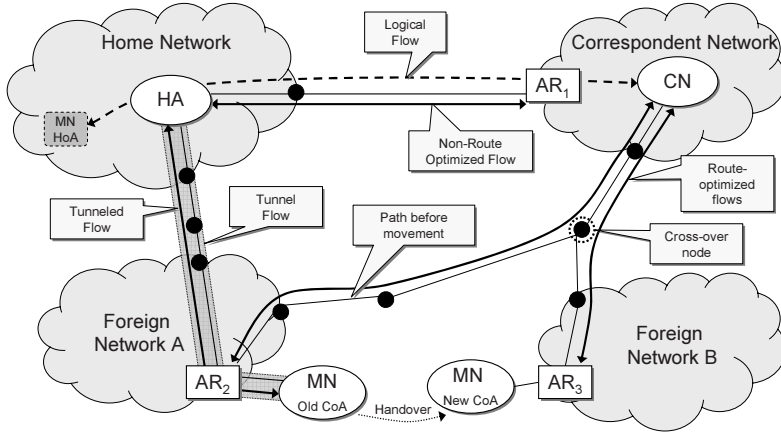 Home Network
Logical
Flow
Correspondent Network
HA
AR1
CN
MN
HoA
Non-Route
Optimized Flow
Route-
optimized
flows
Tunneled
Flow
Tunnel
Flow
Path before
movement
Cross-over
node
Foreign
Network A
Foreign
Network B
AR2
MN
Old CoA
Handover
MN
New CoA
AR3